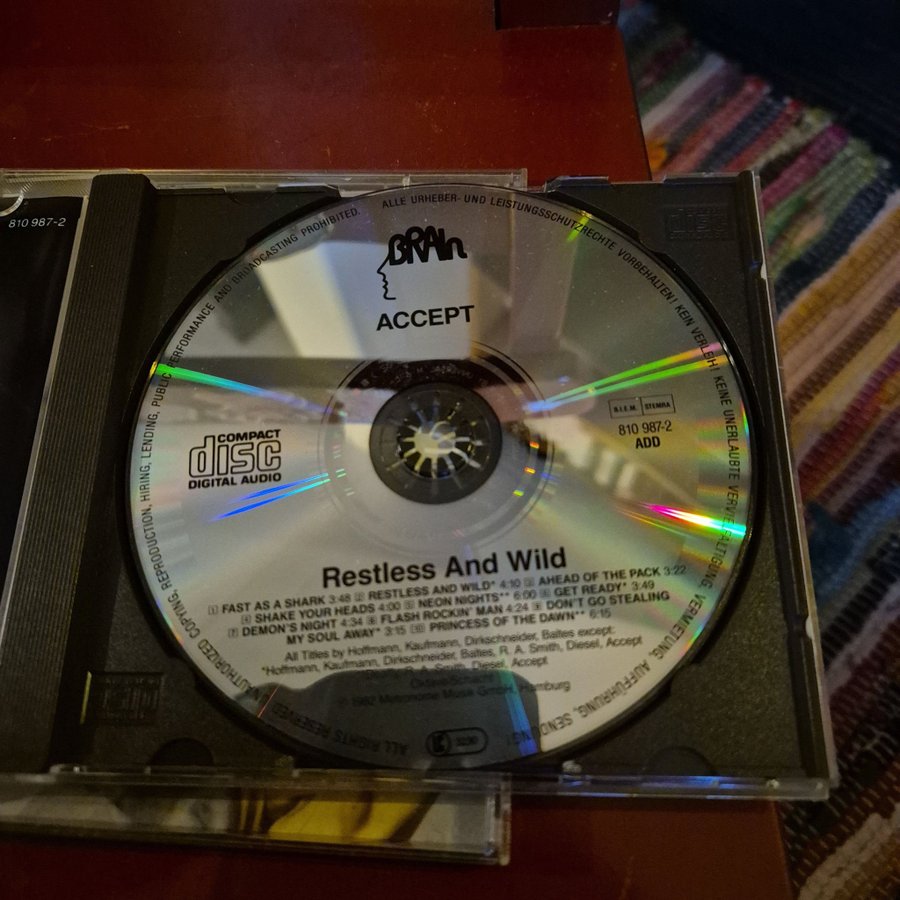 810 987-2
ALLE URHEBER- UND LEISTUNGSSCHUTZRECHTE VORBEHALTEN! KEIN VERLEIH! KEINE UNERLAUBTE VERVIELFÄLTIGUNG, VERMIETUNG, AUFFÜHRUNG, SENDUNG!
ALL RIGHTS RESERVED UNAUTHORIZED COPYING, REPRODUCTION, HIRING, LENDING, PUBLIC PERFORMANCE AND BROADCASTING PROHIBITED.
BRAIN
ACCEPT
B.I.E.M. STEMRA
810 987-2
ADD
COMPACT
disc
DIGITAL AUDIO
Restless And Wild
1 FAST AS A SHARK 3:48 2 RESTLESS AND WILD* 4:10 3 AHEAD OF THE PACK 3:22
4 SHAKE YOUR HEADS 4:00 5 NEON NIGHTS** 6:00 6 GET READY* 3:49
7 DEMON'S NIGHT 4:34 8 FLASH ROCKIN' MAN 4:24 9 DON'T GO STEALING
MY SOUL AWAY* 3:15 10 PRINCESS OF THE DAWN** 6:15
All Titles by Hoffmann, Kaufmann, Dirkschneider, Baltes except:
*Hoffmann, Kaufmann, Dirkschneider, Baltes, R. A. Smith, Diesel, Accept
R. A. Smith, Diesel, Accept
1982 Musik GmbH, Hamburg